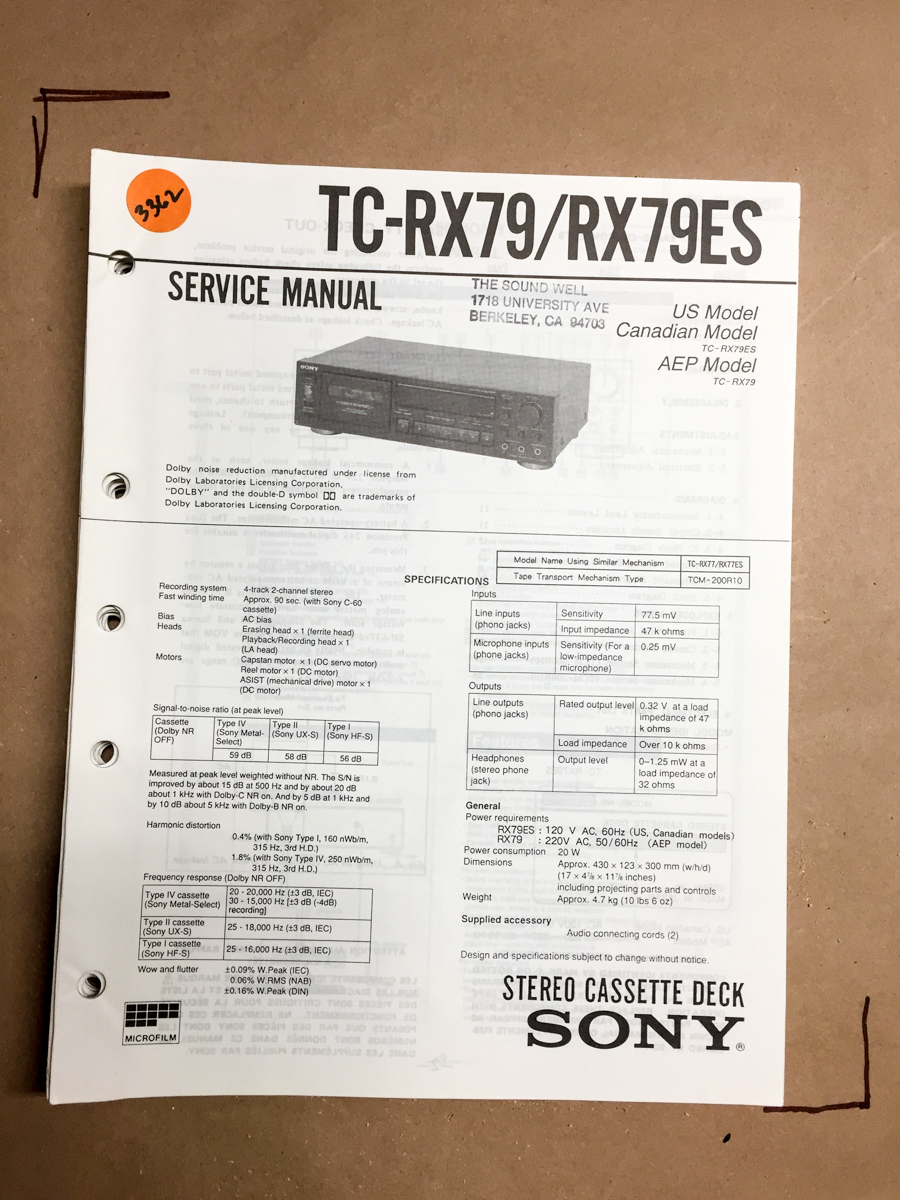 3362
TC-RX79/RX79ES
SERVICE MANUAL
THE SOUND WELL
1718 UNIVERSITY AVE
BERKELEY, CA 94703
US Model
Canadian Model
TC-RX79ES
AEP Model
TC-RX79
SONY
Dolby noise reduction manufactured under license from
Dolby Laboratories Licensing Corporation.
"DOLBY" and the double-D symbol are trademarks of
Dolby Laboratories Licensing Corporation.
Model Name Using Similar Mechanism TC-RX77/RX77ES
Tape Transport Mechanism Type TCM-200R10
SPECIFICATIONS
Recording system 4-track 2-channel stereo
Fast winding time Approx. 90 sec. (with Sony C-60
cassette)
Bias AC bias
Heads Erasing head × 1 (ferrite head)
Playback/Recording head × 1
(LA head)
Motors Capstan motor × 1 (DC servo motor)
Reel motor × 1 (DC motor)
ASIST (mechanical drive) motor × 1
(DC motor)
Signal-to-noise ratio (at peak level)
Cassette Type IV Type II Type I
(Dolby NR (Sony Metal- (Sony UX-S) (Sony HF-S)
OFF) Select)
59 dB 58 dB 56 dB
Measured at peak level weighted without NR. The S/N is
improved by about 15 dB at 500 Hz and by about 20 dB
about 1 kHz with Dolby-C NR on. And by 5 dB at 1 kHz and
by 10 dB about 5 kHz with Dolby-B NR on.
Harmonic distortion
0.4% (with Sony Type I, 160 nWb/m,
315 Hz, 3rd H.D.)
1.8% (with Sony Type IV, 250 nWb/m,
315 Hz, 3rd H.D.)
Frequency response (Dolby NR OFF)
Type IV cassette 20 - 20,000 Hz (±3 dB, IEC)
(Sony Metal-Select) 30 - 15,000 Hz [±3 dB (-4dB)
recording]
Type II cassette
(Sony UX-S) 25 - 18,000 Hz (±3 dB, IEC)
Type I cassette
(Sony HF-S) 25 - 16,000 Hz (±3 dB, IEC)
Wow and flutter ±0.09% W.Peak (IEC)
0.06% W.RMS (NAB)
±0.16% W.Peak (DIN)
MICROFILM
Inputs
Line inputs Sensitivity 77.5 mV
(phono jacks) Input impedance 47 k ohms
Microphone inputs Sensitivity (For a 0.25 mV
(phone jacks) low-impedance
microphone)
Outputs
Line outputs Rated output level 0.32 V at a load
(phono jacks) impedance of 47
k ohms
Load impedance Over 10 k ohms
Headphones Output level 0–1.25 mW at a
(stereo phone load impedance of
jack) 32 ohms
General
Power requirements
RX79ES : 120 V AC, 60Hz (US, Canadian models)
RX79 : 220V AC, 50/60Hz (AEP model)
Power consumption 20 W
Dimensions Approx. 430 × 123 × 300 mm (w/h/d)
(17 × 4⅞ × 11⅞ inches)
including projecting parts and controls
Weight Approx. 4.7 kg (10 lbs 6 oz)
Supplied accessory
Audio connecting cords (2)
Design and specifications subject to change without notice.
STEREO CASSETTE DECK
SONY®